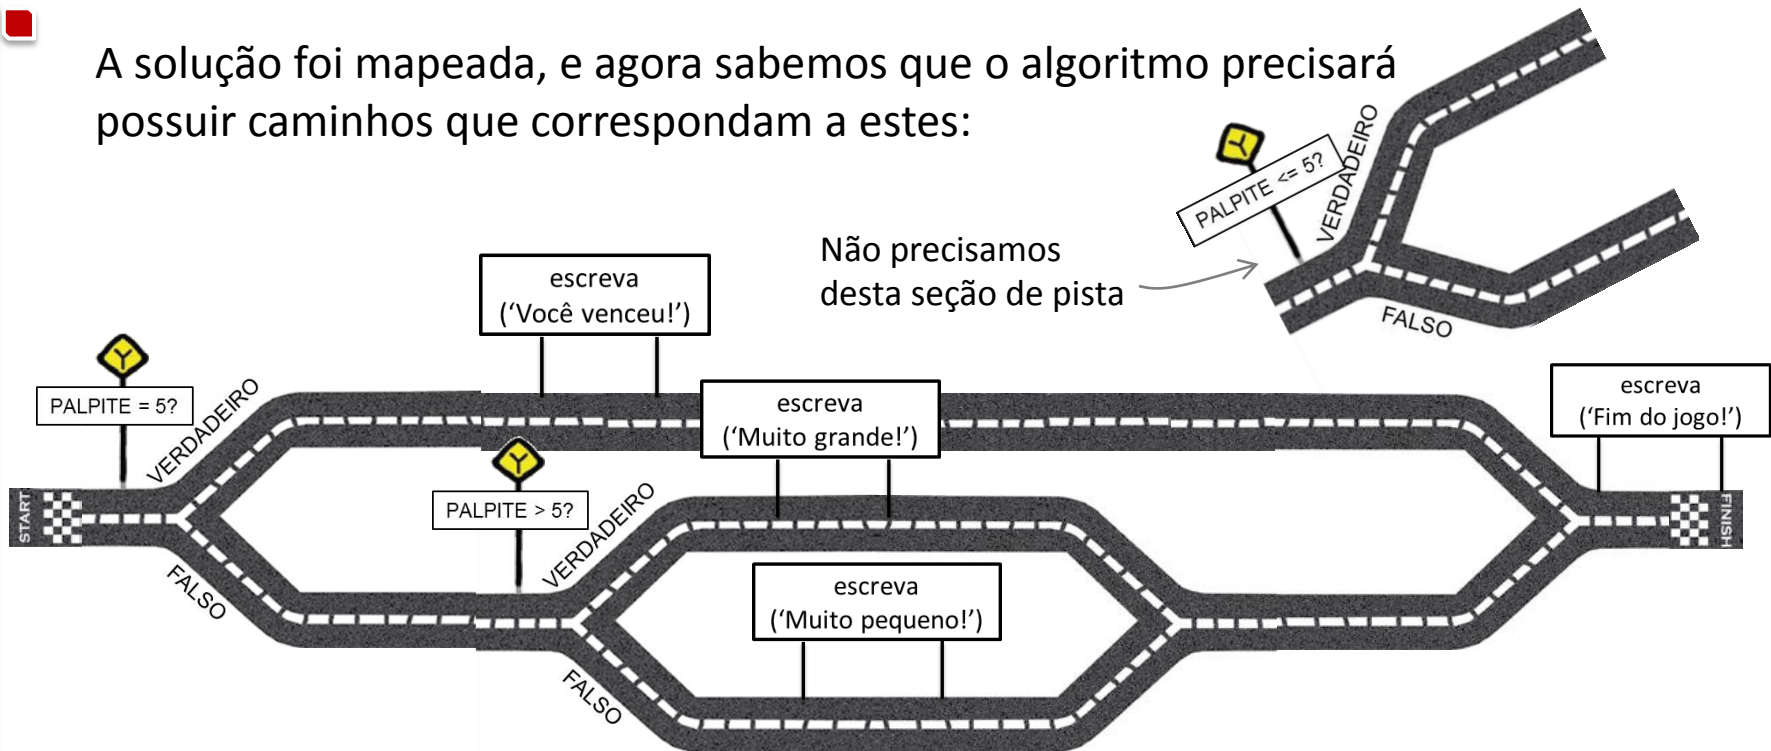 A solução foi mapeada, e agora sabemos que o algoritmo precisará
possuir caminhos que correspondam a estes:
PALPITE <= 5?
VERDADEIRO
FALSO
Não precisamos
desta seção de pista
escreva
(‘Você venceu!’)
PALPITE = 5?
VERDADEIRO
FALSO
START
escreva
(‘Muito grande!’)
PALPITE > 5?
VERDADEIRO
FALSO
escreva
(‘Muito pequeno!’)
escreva
(‘Fim do jogo!’)
FINISH